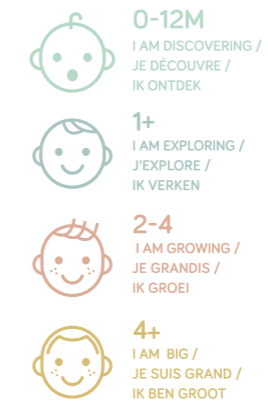 0-12M
I AM DISCOVERING /
JE DÉCOUVRE /
IK ONTDEK
1+
I AM EXPLORING /
J'EXPLORE /
IK VERKEN
2-4
I AM GROWING /
JE GRANDIS /
IK GROEI
4+
I AM BIG /
JE SUIS GRAND /
IK BEN GROOT